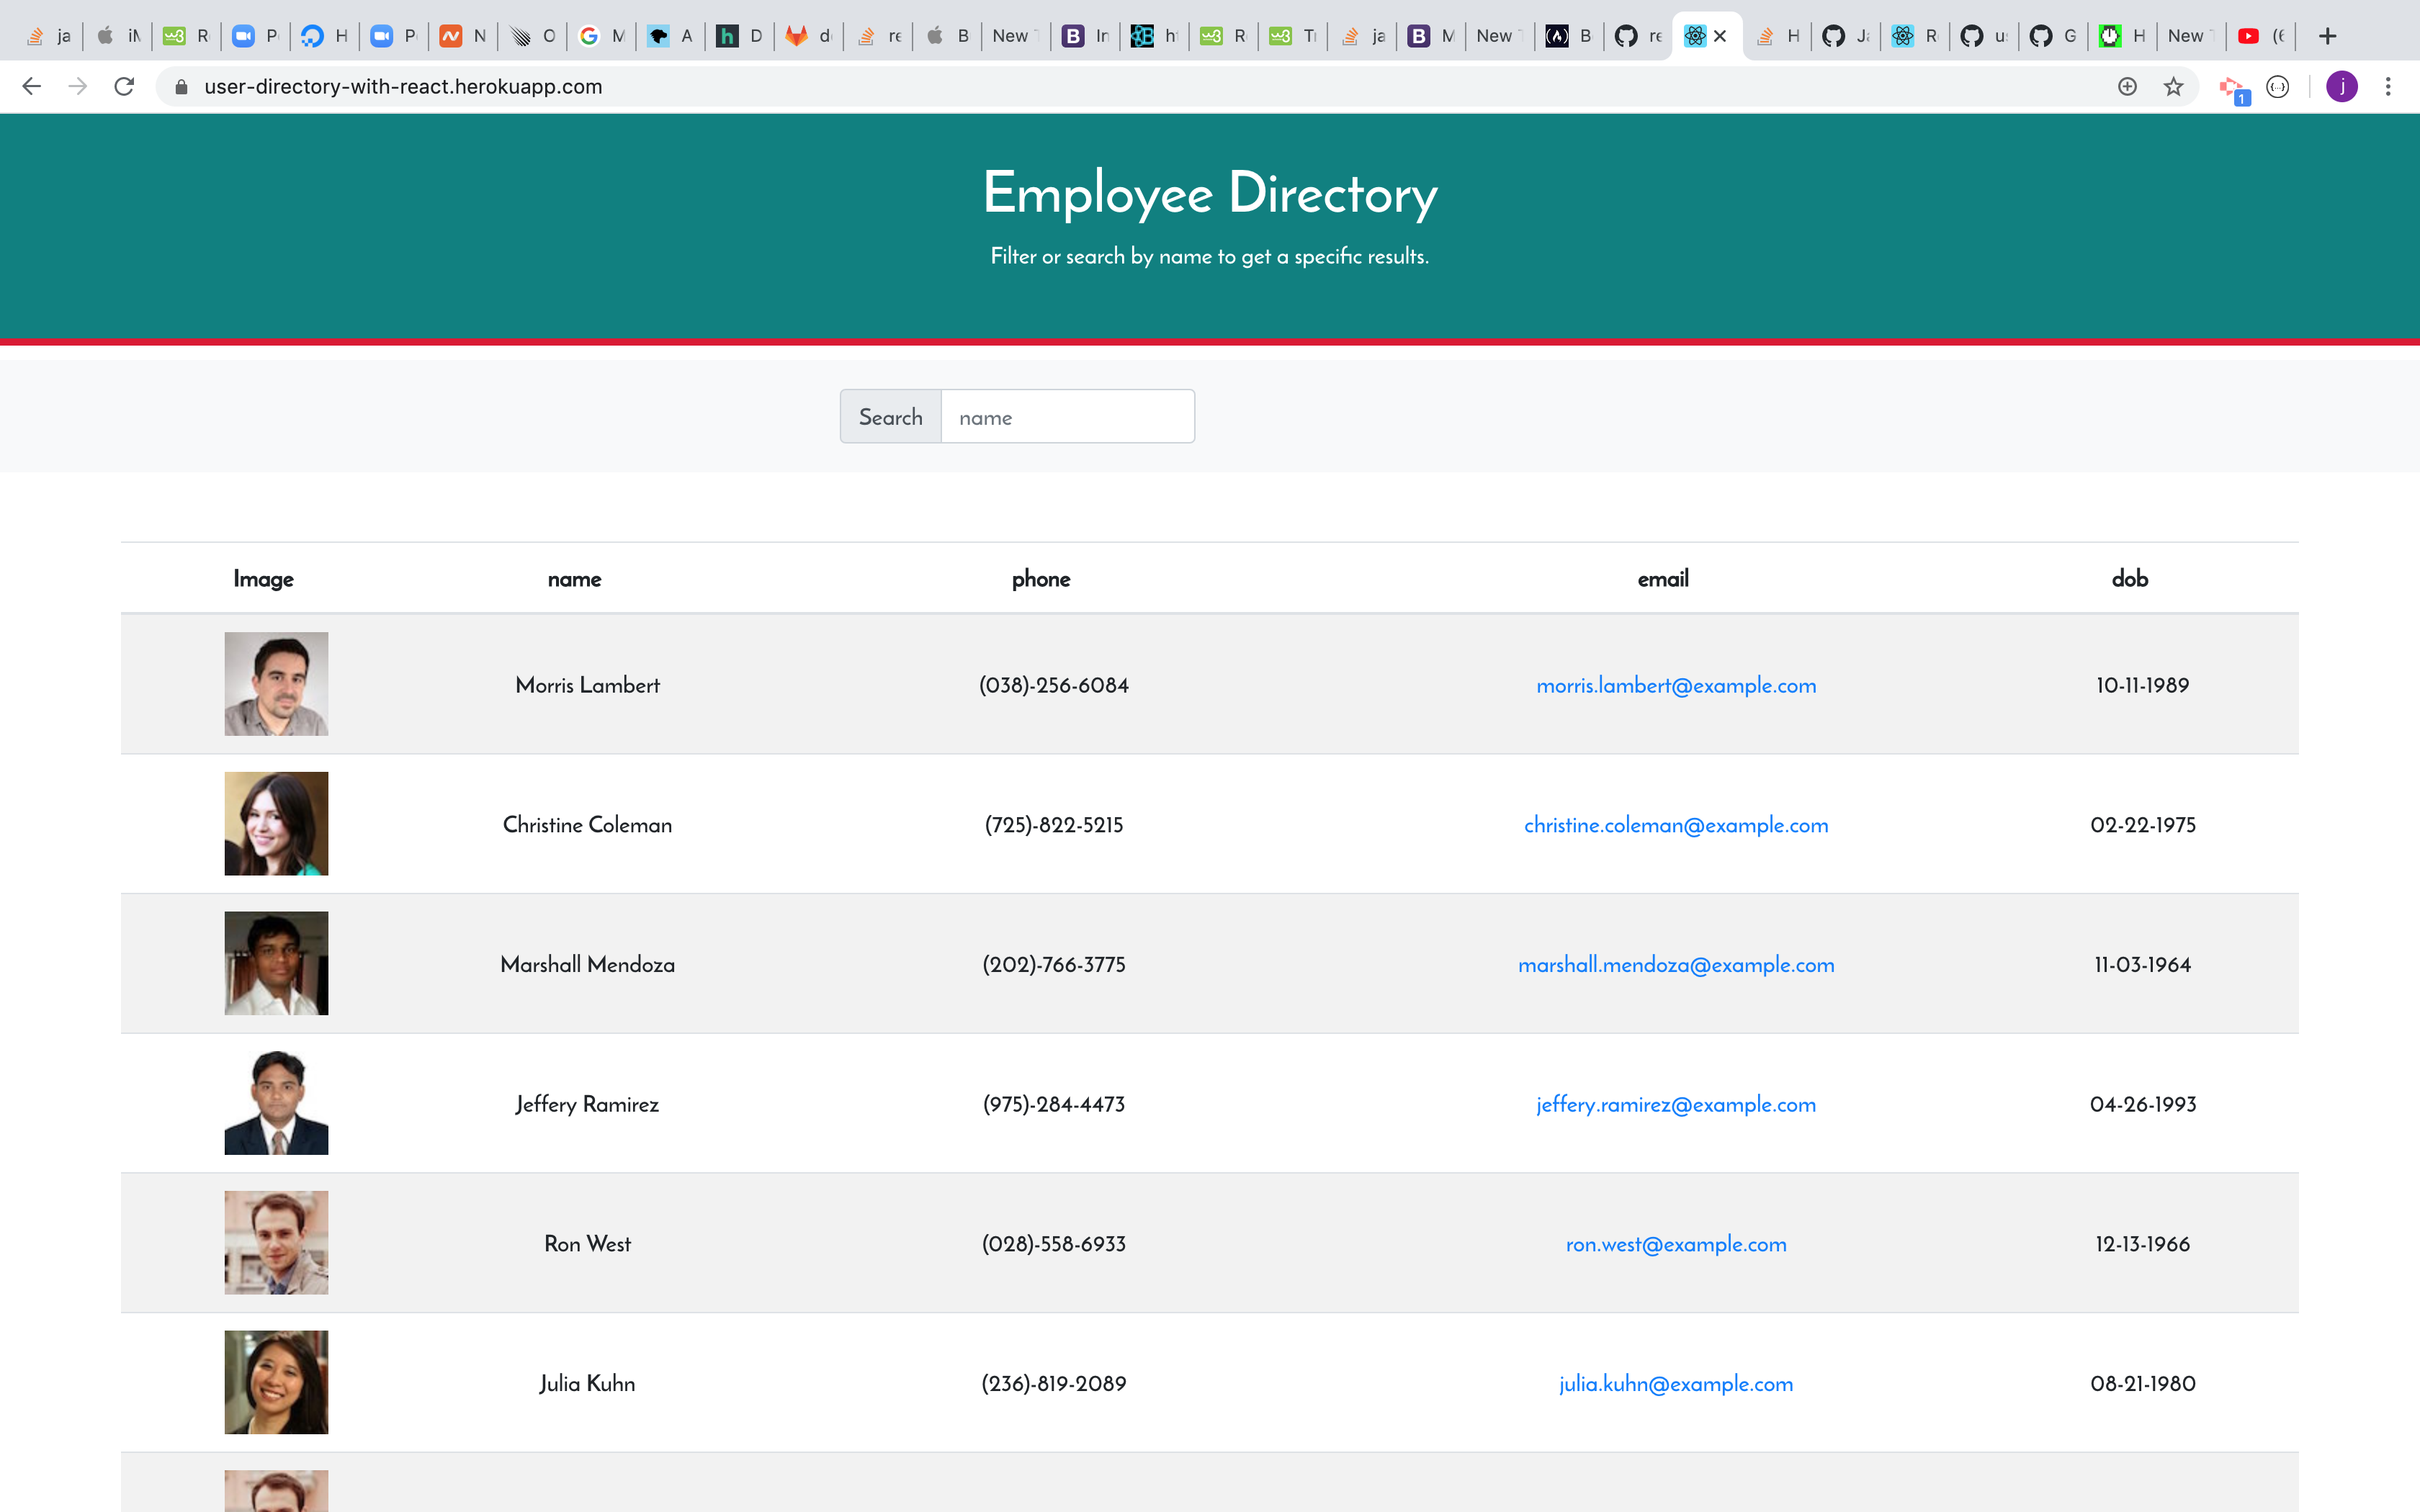 ja iM R P H P N O M A D d re B New In h R T ja B M New B re H Ja R u G H New (6
user-directory-with-react.herokuapp.com
1
j
Employee Directory
Filter or search by name to get a specific results.
Search name
Image name phone email dob
Morris Lambert (038)-256-6084 morris.lambert@example.com 10-11-1989
Christine Coleman (725)-822-5215 christine.coleman@example.com 02-22-1975
Marshall Mendoza (202)-766-3775 marshall.mendoza@example.com 11-03-1964
Jeffery Ramirez (975)-284-4473 jeffery.ramirez@example.com 04-26-1993
Ron West (028)-558-6933 ron.west@example.com 12-13-1966
Julia Kuhn (236)-819-2089 julia.kuhn@example.com 08-21-1980